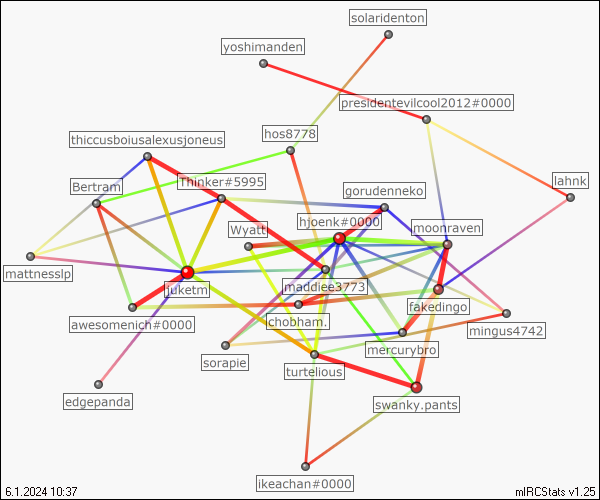 solaridenton
yoshimanden
presidentevilcool2012#0000
thiccusboiusalexusjoneus
hos8778
Thinker#5995
gorudenneko
lahnk
Bertram
hjoenk#0000
Wyatt
moonraven
mattnesslp
juketm
maddiee3773
fakedingo
awesomenich#0000
chobham.
mingus4742
mercurybro
sorapie
turtelious
edgepanda
swanky.pants
ikeachan#0000
6.1.2024 10:37
mIRCStats v1.25